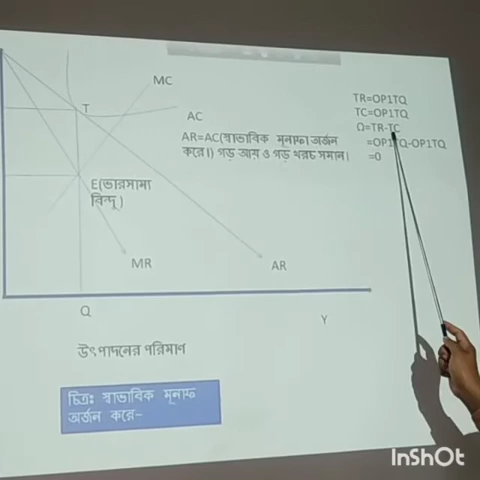 MC
TR=OP1TQ
TC=OP1TQ
Ω=TR-TC
=OP1TQ-OP1TQ
=0
T
AC
AR=AC(স্বাভাবিক মূনাফা অর্জন
করে।) গড় আয় ও গড় খরচ সমান।
E(ভারসাম্য
বিন্দু)
MR
AR
Q
Y
উৎপাদনের পরিমাণ
চিত্রঃ স্বাভাবিক মূনাফ
অর্জন করে-
InShOt